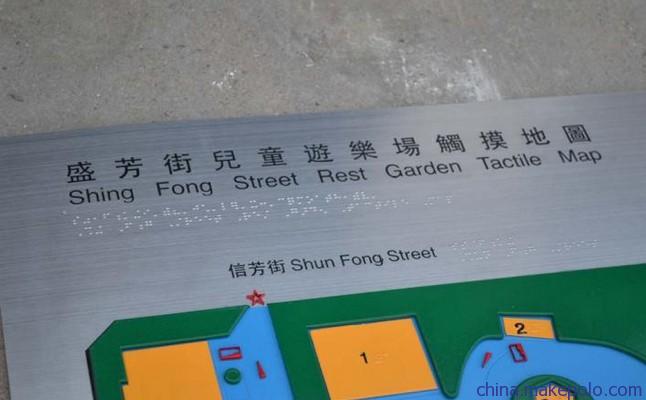 盛芳街兒童遊樂場觸摸地圖
Shing Fong Street Rest Garden Tactile Map
信芳街 Shun Fong Street
1
2
china.makepolo.com